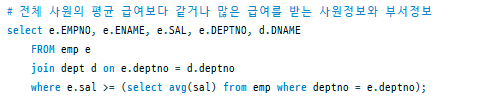 # 전체 사원의 평균 급여보다 같거나 많은 급여를 받는 사원정보와 부서정보
select e.EMPNO, e.ENAME, e.SAL, e.DEPTNO, d.DNAME
FROM emp e
join dept d on e.deptno = d.deptno
where e.sal >= (select avg(sal) from emp where deptno = e.deptno);